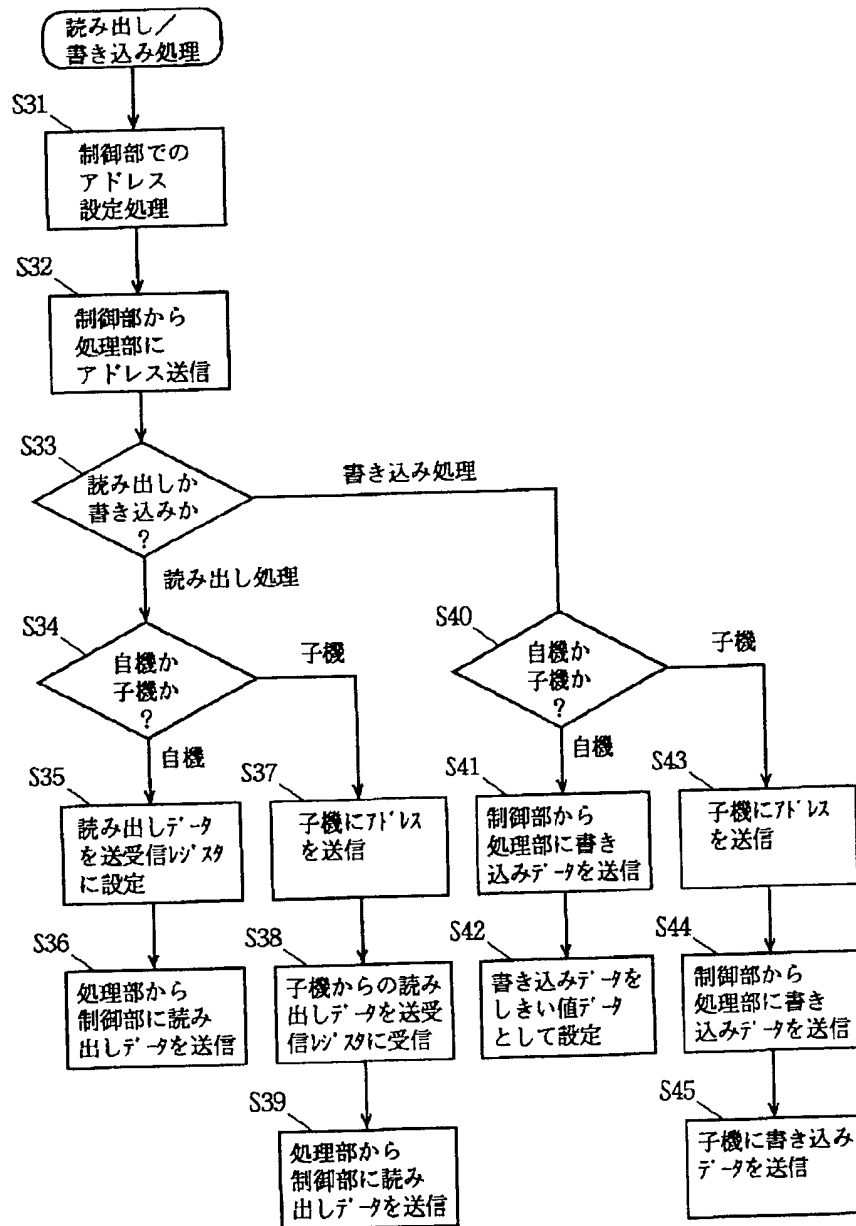 読み出し/
書き込み処理
S31
制御部での
アドレス
設定処理
S32
制御部から
処理部に
アドレス送信
S33
読み出しか
書き込みか
?
書き込み処理
読み出し処理
S34
自機か
子機か
?
子機
自機
S40
自機か
子機か
?
子機
自機
S35
読み出しデータ
を送受信レジスタ
に設定
S37
子機にアドレス
を送信
S41
制御部から
処理部に書き
込みデータを送信
S43
子機にアドレス
を送信
S36
処理部から
制御部に読み
出しデータを送信
S38
子機からの読み
出しデータを送受
信レジスタに受信
S42
書き込みデータを
しきい値データ
として設定
S44
制御部から
処理部に書き
込みデータを送信
S39
処理部から
制御部に読み
出しデータを送信
S45
子機に書き込み
データを送信